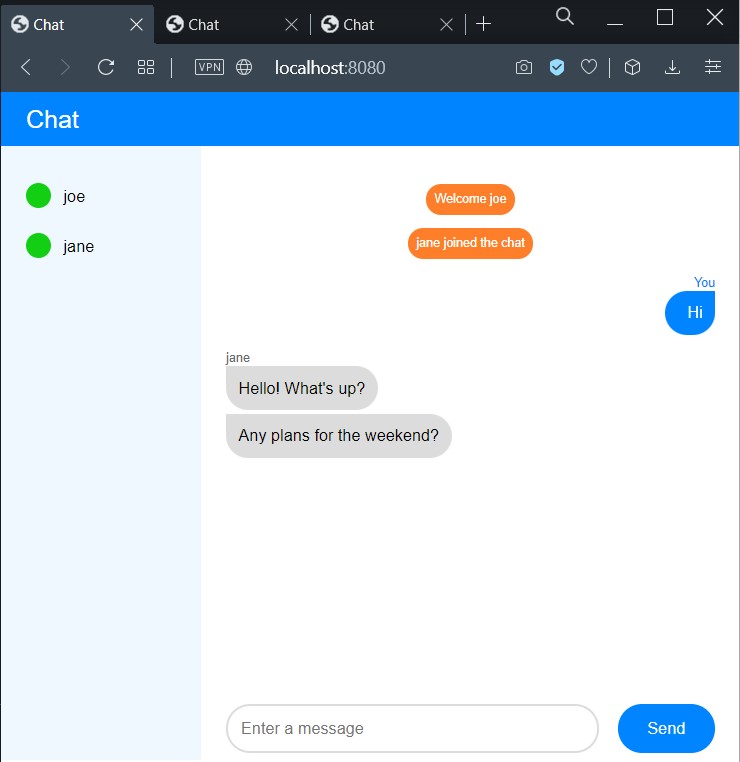 Chat
Chat
Chat
VPN
localhost:8080
Chat
joe
jane
Welcome joe
jane joined the chat
You
Hi
jane
Hello! What's up?
Any plans for the weekend?
Enter a message
Send